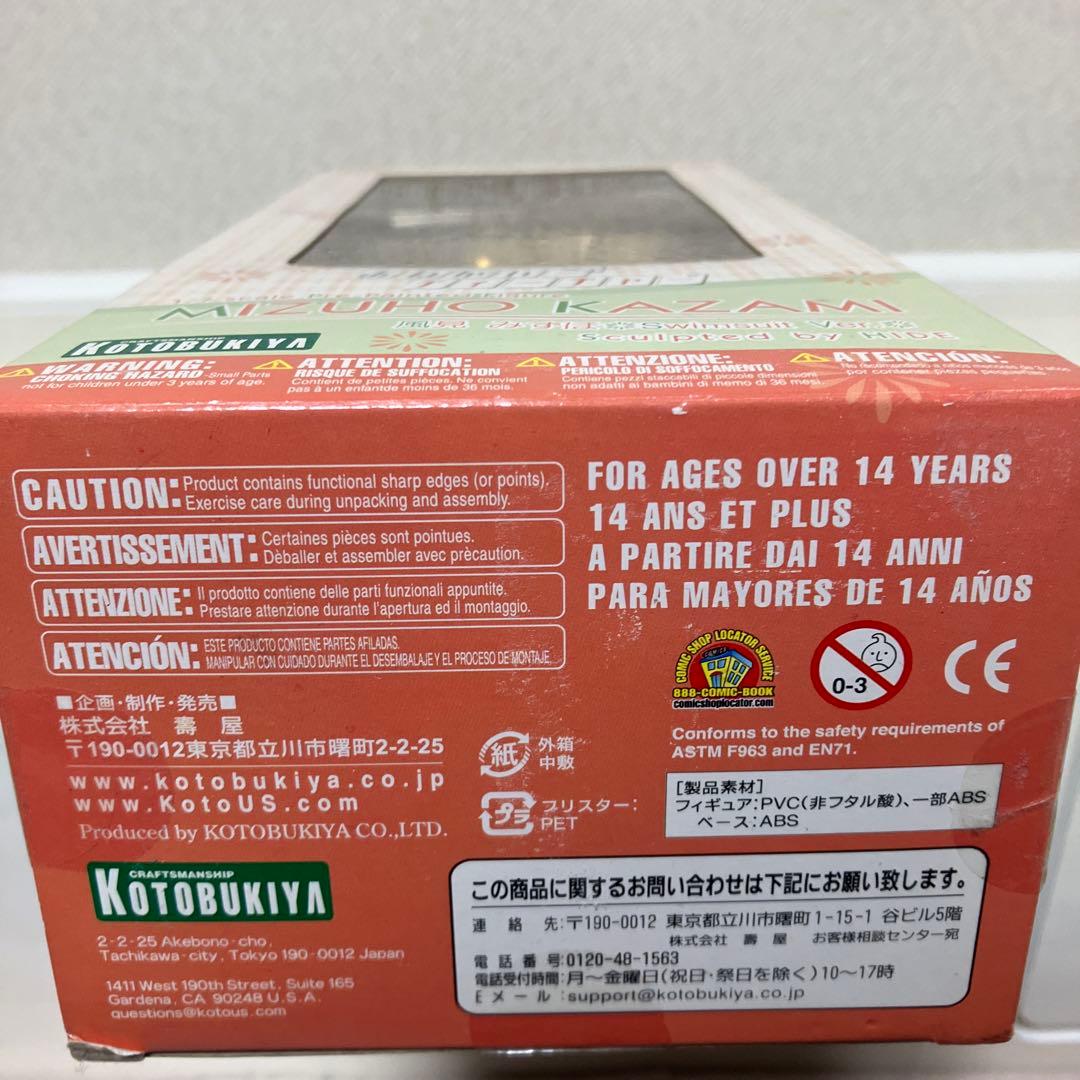 MIZUHO KAZAMI
風見 みずほ Swimsuit Ver.
Sculpted by
CRAFTSMANSHIP
KOTOBUKIYA
WARNING:
CHOKING HAZARD-Small Parts
not for children under 3 years of age.
ATTENTION:
RISQUE DE SUFFOCATION
Contient de petites pièces. Ne convient
pas à un enfantde moins de 36 mois.
ATTENZIONE:
PERICOLO DI SOFFOCAMENTO
Contiene pezzi staccabili di piccole dimensioni
non adatti ai bambini di memo di 36 mesi.
ATENCIÓN:
CAUTION: Product contains functional sharp edges (or points).
Exercise care during unpacking and assembly.
AVERTISSEMENT: Certaines pièces sont pointues.
Dèballer et assembler avec prècaution.
ATTENZIONE: Il prodotto contiene delle parti funzionali appuntite.
Prestare attenzione durante l'apertura ed il montaggio.
ATENCIÓN: ESTE PRODUCTO CONTIENE PARTES AFILADAS.
MANIPULAR CON CUIDADO DURANTE EL DESEMBALAJE Y EL PROCESO DE MONTAJE.
FOR AGES OVER 14 YEARS
14 ANS ET PLUS
A PARTIRE DAI 14 ANNI
PARA MAYORES DE 14 AÑOS
COMIC SHOP LOCATOR SERVICE
COMICS
888-COMIC-BOOK
comicshoplocator.com
0-3
CE
Conforms to the safety requirements of
ASTM F963 and EN71.
■企画・制作・発売■
株式会社 壽 屋
〒190-0012東京都立川市曙町2-2-25
www.kotobukiya.co.jp
www.KotoUS.com
Produced by KOTOBUKIYA CO.,LTD.
紙 外箱
中敷
プラ ブリスター:
PET
[製品素材]
フィギュア:PVC(非フタル酸)、一部ABS
ベース:ABS
CRAFTSMANSHIP
KOTOBUKIYA
2-2-25 Akebono-cho,
Tachikawa-city, Tokyo 190-0012 Japan
1411 West 190th Street, Suite 165
Gardena, CA 90248 U.S.A.
questions@kotous.com
この商品に関するお問い合わせは下記にお願い致します。
連絡先:〒190-0012 東京都立川市曙町1-15-1 谷ビル5階
株式会社 壽 屋 お客様相談センター宛
電話番号:0120-48-1563
電話受付時間:月～金曜日(祝日・祭日を除く)10～17時
Eメール:support@kotobukiya.co.jp